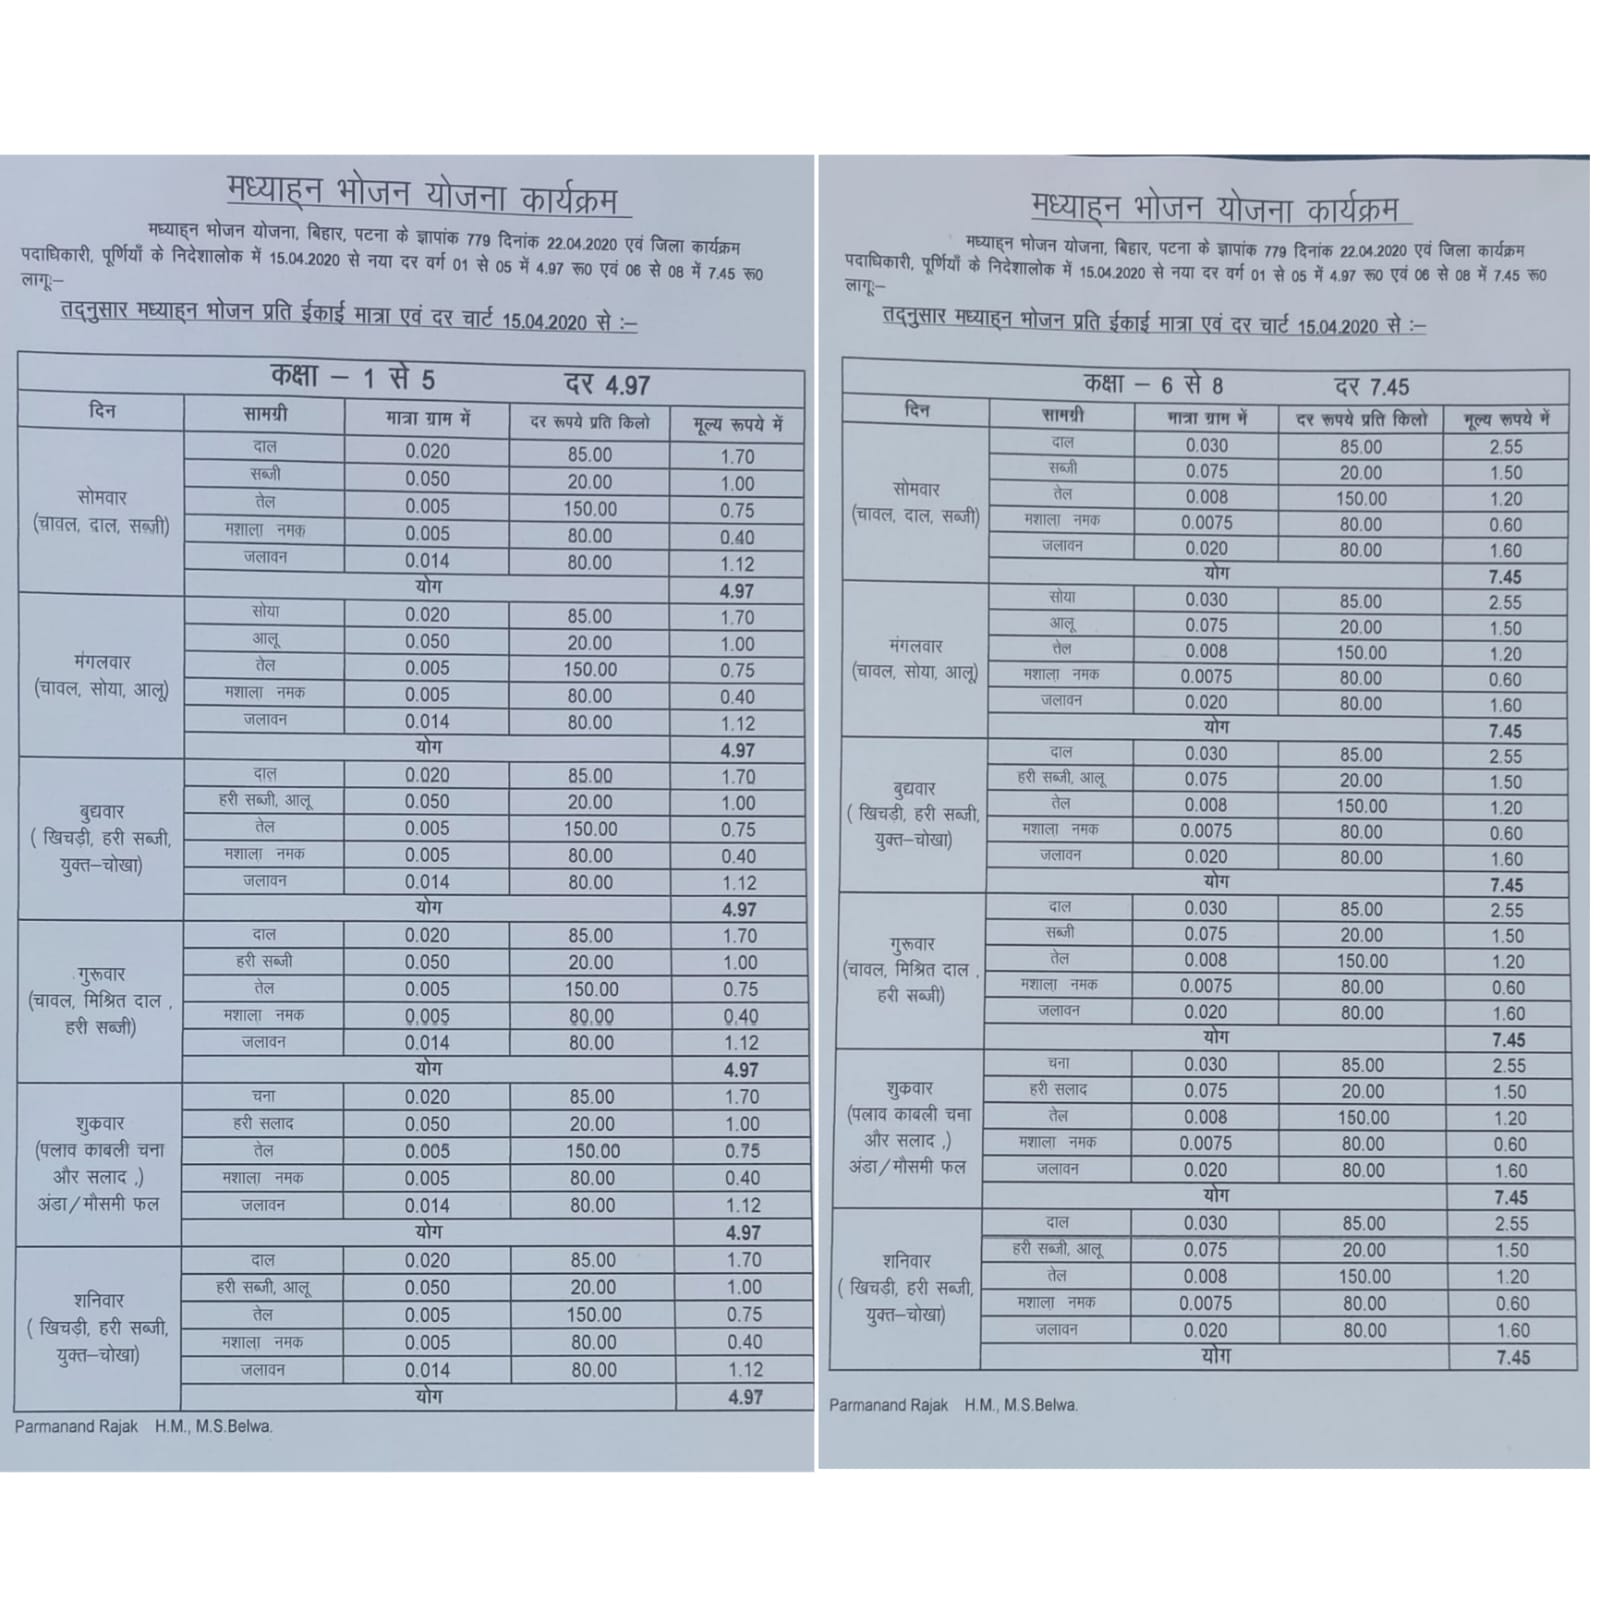 मध्याह्न भोजन योजना कार्यक्रम
मध्याह्न भोजन योजना, बिहार, पटना के ज्ञापांक 779 दिनांक 22.04.2020 एवं जिला कार्यक्रम
पदाधिकारी, पूर्णियाँ के निदेशालोक में 15.04.2020 से नया दर वर्ग 01 से 05 में 4.97 रू0 एवं 06 से 08 में 7.45 रू0
लागूः–
तद्नुसार मध्याह्न भोजन प्रति ईकाई मात्रा एवं दर चार्ट 15.04.2020 से :–
कक्षा – 1 से 5 दर 4.97
दिन सामग्री मात्रा ग्राम में दर रूपये प्रति किलो मूल्य रूपये में
सोमवार
(चावल, दाल, सब्जी)
दाल 0.020 85.00 1.70
सब्जी 0.050 20.00 1.00
तेल 0.005 150.00 0.75
मशाला नमक 0.005 80.00 0.40
जलावन 0.014 80.00 1.12
योग 4.97
मंगलवार
(चावल, सोया, आलू)
सोया 0.020 85.00 1.70
आलू 0.050 20.00 1.00
तेल 0.005 150.00 0.75
मशाला नमक 0.005 80.00 0.40
जलावन 0.014 80.00 1.12
योग 4.97
बुद्यवार
( खिचड़ी, हरी सब्जी,
युक्त–चोखा)
दाल 0.020 85.00 1.70
हरी सब्जी, आलू 0.050 20.00 1.00
तेल 0.005 150.00 0.75
मशाला नमक 0.005 80.00 0.40
जलावन 0.014 80.00 1.12
योग 4.97
गुरूवार
(चावल, मिश्रित दाल ,
हरी सब्जी)
दाल 0.020 85.00 1.70
हरी सब्जी 0.050 20.00 1.00
तेल 0.005 150.00 0.75
मशाला नमक 0.005 80.00 0.40
जलावन 0.014 80.00 1.12
योग 4.97
शुकवार
(पलाव काबली चना
और सलाद ,)
अंडा/मौसमी फल
चना 0.020 85.00 1.70
हरी सलाद 0.050 20.00 1.00
तेल 0.005 150.00 0.75
मशाला नमक 0.005 80.00 0.40
जलावन 0.014 80.00 1.12
योग 4.97
शनिवार
( खिचड़ी, हरी सब्जी,
युक्त–चोखा)
दाल 0.020 85.00 1.70
हरी सब्जी, आलू 0.050 20.00 1.00
तेल 0.005 150.00 0.75
मशाला नमक 0.005 80.00 0.40
जलावन 0.014 80.00 1.12
योग 4.97
Parmanand Rajak H.M., M.S.Belwa.
मध्याह्न भोजन योजना कार्यक्रम
मध्याह्न भोजन योजना, बिहार, पटना के ज्ञापांक 779 दिनांक 22.04.2020 एवं जिला कार्यक्रम
पदाधिकारी, पूर्णियाँ के निदेशालोक में 15.04.2020 से नया दर वर्ग 01 से 05 में 4.97 रू0 एवं 06 से 08 में 7.45 रू0
लागूः–
तद्नुसार मध्याह्न भोजन प्रति ईकाई मात्रा एवं दर चार्ट 15.04.2020 से :–
कक्षा – 6 से 8 दर 7.45
दिन सामग्री मात्रा ग्राम में दर रूपये प्रति किलो मूल्य रूपये में
सोमवार
(चावल, दाल, सब्जी)
दाल 0.030 85.00 2.55
सब्जी 0.075 20.00 1.50
तेल 0.008 150.00 1.20
मशाला नमक 0.0075 80.00 0.60
जलावन 0.020 80.00 1.60
योग 7.45
मंगलवार
(चावल, सोया, आलू)
सोया 0.030 85.00 2.55
आलू 0.075 20.00 1.50
तेल 0.008 150.00 1.20
मशाला नमक 0.0075 80.00 0.60
जलावन 0.020 80.00 1.60
योग 7.45
बुद्यवार
( खिचड़ी, हरी सब्जी,
युक्त–चोखा)
दाल 0.030 85.00 2.55
हरी सब्जी, आलू 0.075 20.00 1.50
तेल 0.008 150.00 1.20
मशाला नमक 0.0075 80.00 0.60
जलावन 0.020 80.00 1.60
योग 7.45
गुरूवार
(चावल, मिश्रित दाल ,
हरी सब्जी)
दाल 0.030 85.00 2.55
सब्जी 0.075 20.00 1.50
तेल 0.008 150.00 1.20
मशाला नमक 0.0075 80.00 0.60
जलावन 0.020 80.00 1.60
योग 7.45
शुकवार
(पलाव काबली चना
और सलाद ,)
अंडा/मौसमी फल
चना 0.030 85.00 2.55
हरी सलाद 0.075 20.00 1.50
तेल 0.008 150.00 1.20
मशाला नमक 0.0075 80.00 0.60
जलावन 0.020 80.00 1.60
योग 7.45
शनिवार
( खिचड़ी, हरी सब्जी,
युक्त–चोखा)
दाल 0.030 85.00 2.55
हरी सब्जी, आलू 0.075 20.00 1.50
तेल 0.008 150.00 1.20
मशाला नमक 0.0075 80.00 0.60
जलावन 0.020 80.00 1.60
योग 7.45
Parmanand Rajak H.M., M.S.Belwa.